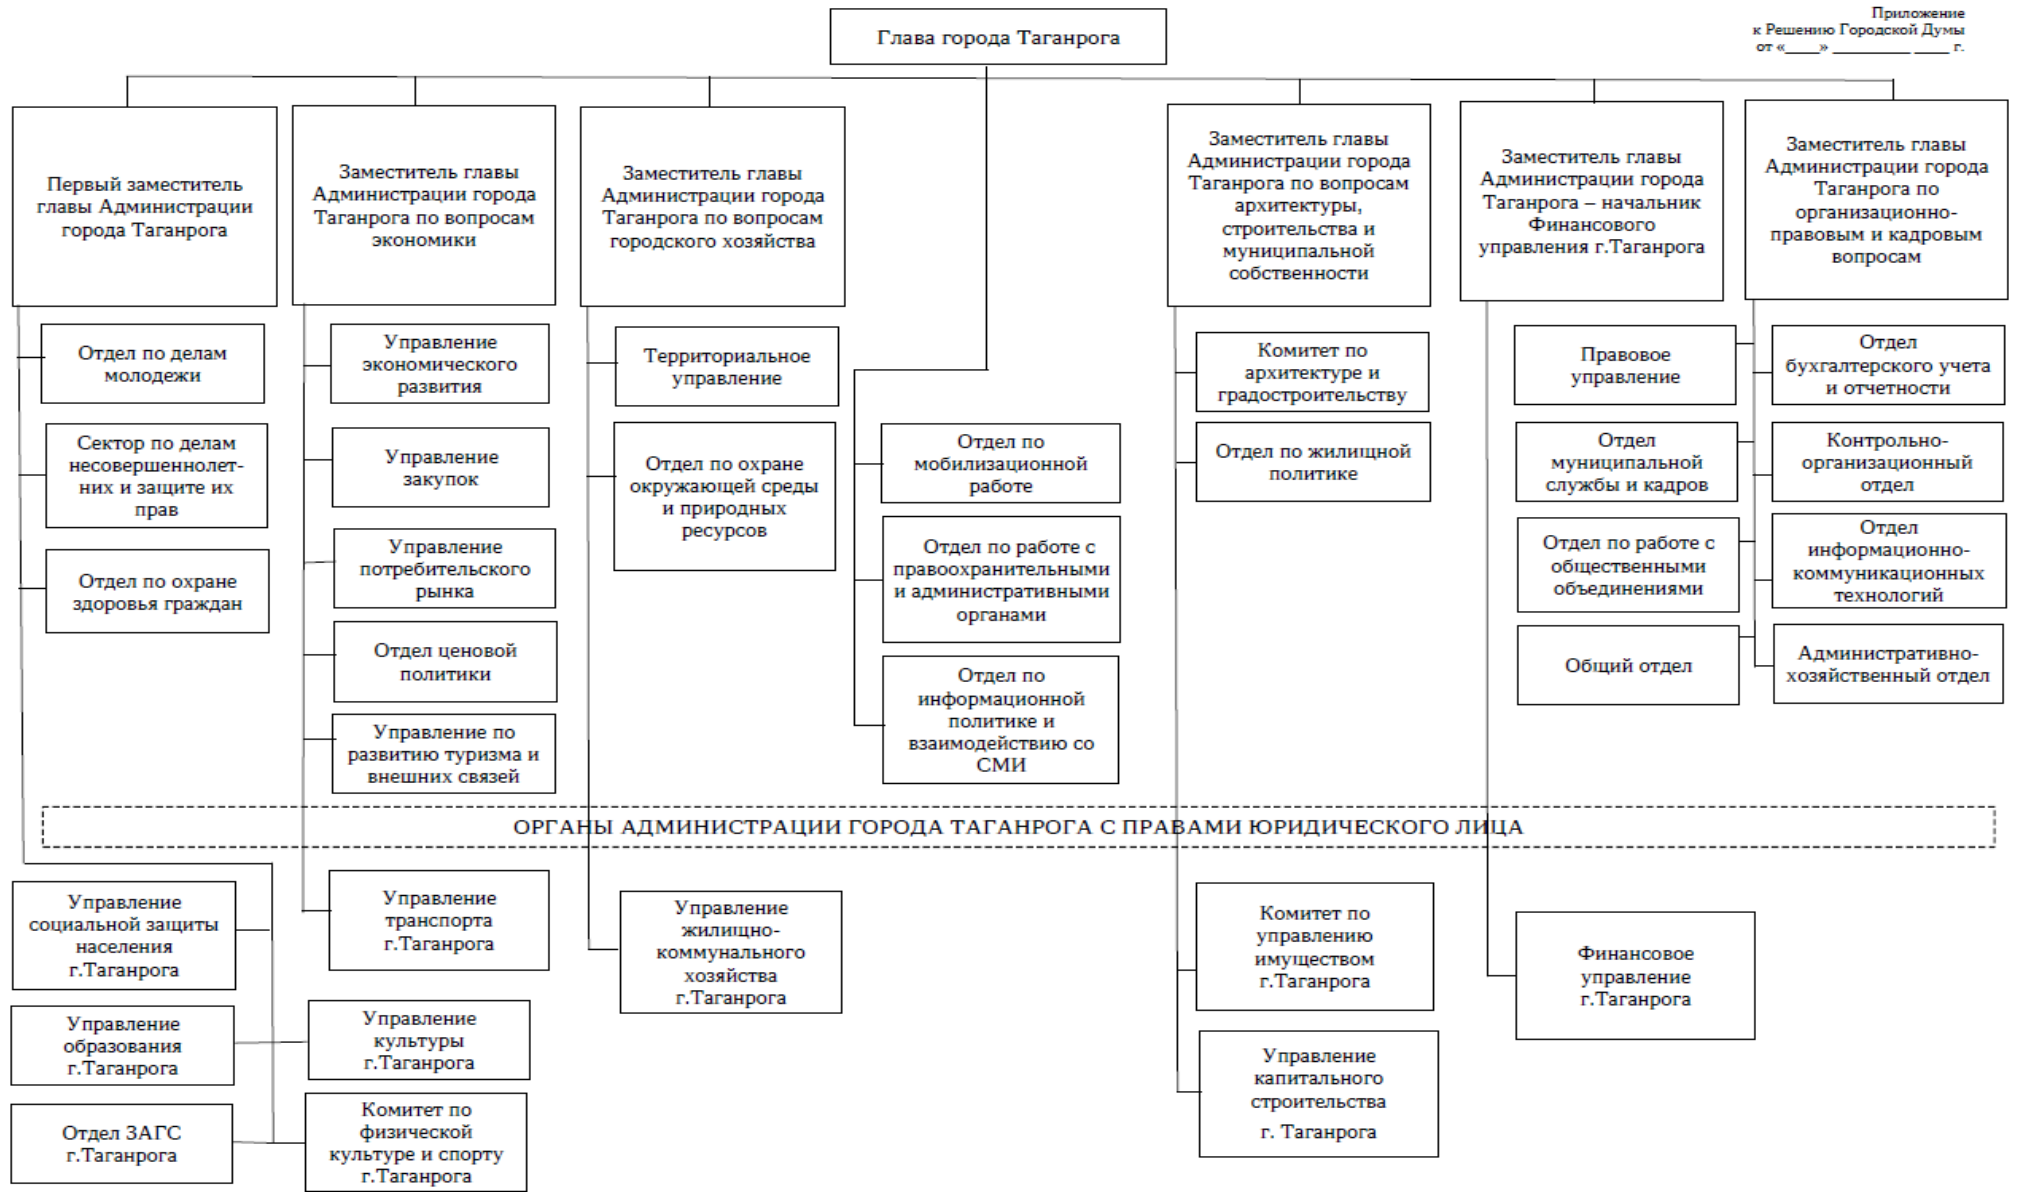 Глава города Таганрога
Приложение
к Решению Городской Думы
от «____» _________ ____ г.
Первый заместитель
главы Администрации
города Таганрога
Заместитель главы
Администрации города
Таганрога по вопросам
экономики
Заместитель главы
Администрации города
Таганрога по вопросам
городского хозяйства
Заместитель главы
Администрации города
Таганрога по вопросам
архитектуры,
строительства и
муниципальной
собственности
Заместитель главы
Администрации города
Таганрога – начальник
Финансового
управления г.Таганрога
Заместитель главы
Администрации города
Таганрога по
организационно-
правовым и кадровым
вопросам
Отдел по делам
молодежи
Сектор по делам
несовершеннолет-
них и защите их
прав
Отдел по охране
здоровья граждан
Управление
экономического
развития
Управление
закупок
Управление
потребительского
рынка
Отдел ценовой
политики
Управление по
развитию туризма и
внешних связей
Территориальное
управление
Отдел по охране
окружающей среды
и природных
ресурсов
Отдел по
мобилизационной
работе
Отдел по работе с
правоохранительными
и административными
органами
Отдел по
информационной
политике и
взаимодействию со
СМИ
Комитет по
архитектуре и
градостроительству
Отдел по жилищной
политике
Правовое
управление
Отдел
муниципальной
службы и кадров
Отдел по работе с
общественными
объединениями
Общий отдел
Отдел
бухгалтерского учета
и отчетности
Контрольно-
организационный
отдел
Отдел
информационно-
коммуникационных
технологий
Административно-
хозяйственный отдел
ОРГАНЫ АДМИНИСТРАЦИИ ГОРОДА ТАГАНРОГА С ПРАВАМИ ЮРИДИЧЕСКОГО ЛИЦА
Управление
социальной защиты
населения
г.Таганрога
Управление
образования
г.Таганрога
Отдел ЗАГС
г.Таганрога
Управление
транспорта
г.Таганрога
Управление
культуры
г.Таганрога
Комитет по
физической
культуре и спорту
г.Таганрога
Управление
жилищно-
коммунального
хозяйства
г.Таганрога
Комитет по
управлению
имуществом
г.Таганрога
Управление
капитального
строительства
г. Таганрога
Финансовое
управление
г.Таганрога